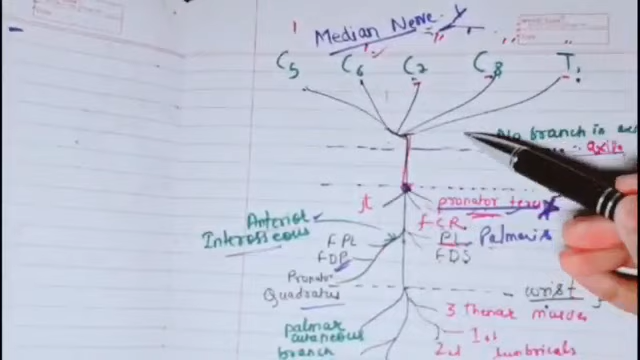 Median Nerve
C5 C6 C7 C8 T1
No branch in
axilla
pronator teres
FCR
Anterior
Interosseous
PL Palmaris
FPL
FDS
FDP
Pronator
Quadratus
wrist
3 thenar muscles
palmar
cutaneous
branch
1st
2nd lumbricals